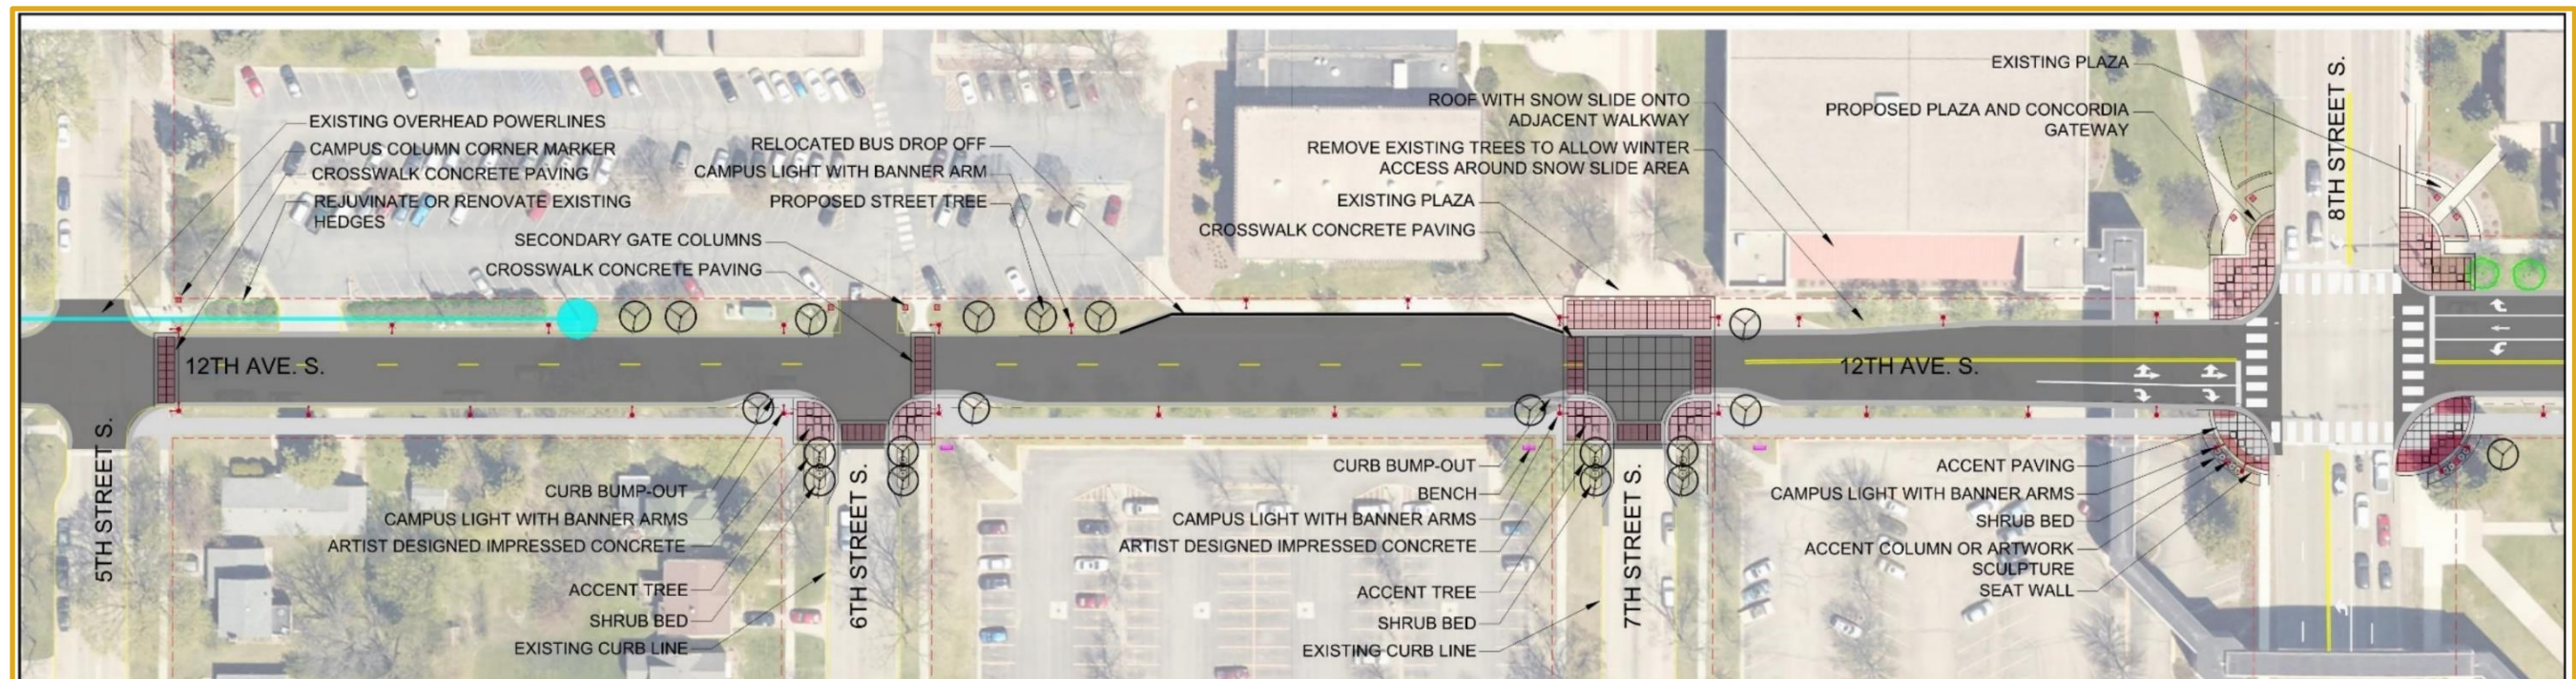 EXISTING OVERHEAD POWERLINES
CAMPUS COLUMN CORNER MARKER
CROSSWALK CONCRETE PAVING
REJUVINATE OR RENOVATE EXISTING
HEDGES
SECONDARY GATE COLUMNS
CROSSWALK CONCRETE PAVING
RELOCATED BUS DROP OFF
CAMPUS LIGHT WITH BANNER ARM
PROPOSED STREET TREE
ROOF WITH SNOW SLIDE ONTO
ADJACENT WALKWAY
REMOVE EXISTING TREES TO ALLOW WINTER
ACCESS AROUND SNOW SLIDE AREA
EXISTING PLAZA
CROSSWALK CONCRETE PAVING
EXISTING PLAZA
PROPOSED PLAZA AND CONCORDIA
GATEWAY
8TH STREET S.
12TH AVE. S.
12TH AVE. S.
5TH STREET S.
CURB BUMP-OUT
CAMPUS LIGHT WITH BANNER ARMS
ARTIST DESIGNED IMPRESSED CONCRETE
ACCENT TREE
SHRUB BED
EXISTING CURB LINE
6TH STREET S.
CURB BUMP-OUT
BENCH
CAMPUS LIGHT WITH BANNER ARMS
ARTIST DESIGNED IMPRESSED CONCRETE
ACCENT TREE
SHRUB BED
EXISTING CURB LINE
7TH STREET S.
ACCENT PAVING
CAMPUS LIGHT WITH BANNER ARMS
SHRUB BED
ACCENT COLUMN OR ARTWORK
SCULPTURE
SEAT WALL